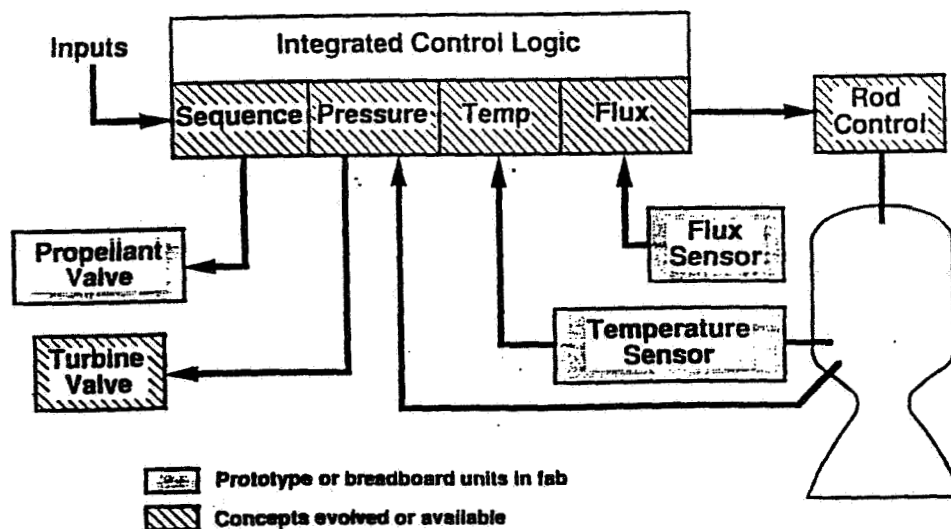 Inputs
Integrated Control Logic
Sequence
Pressure
Temp
Flux
Rod
Control
Propellant
Valve
Flux
Sensor
Temperature
Sensor
Turbine
Valve
Prototype or breadboard units in fab
Concepts evolved or available